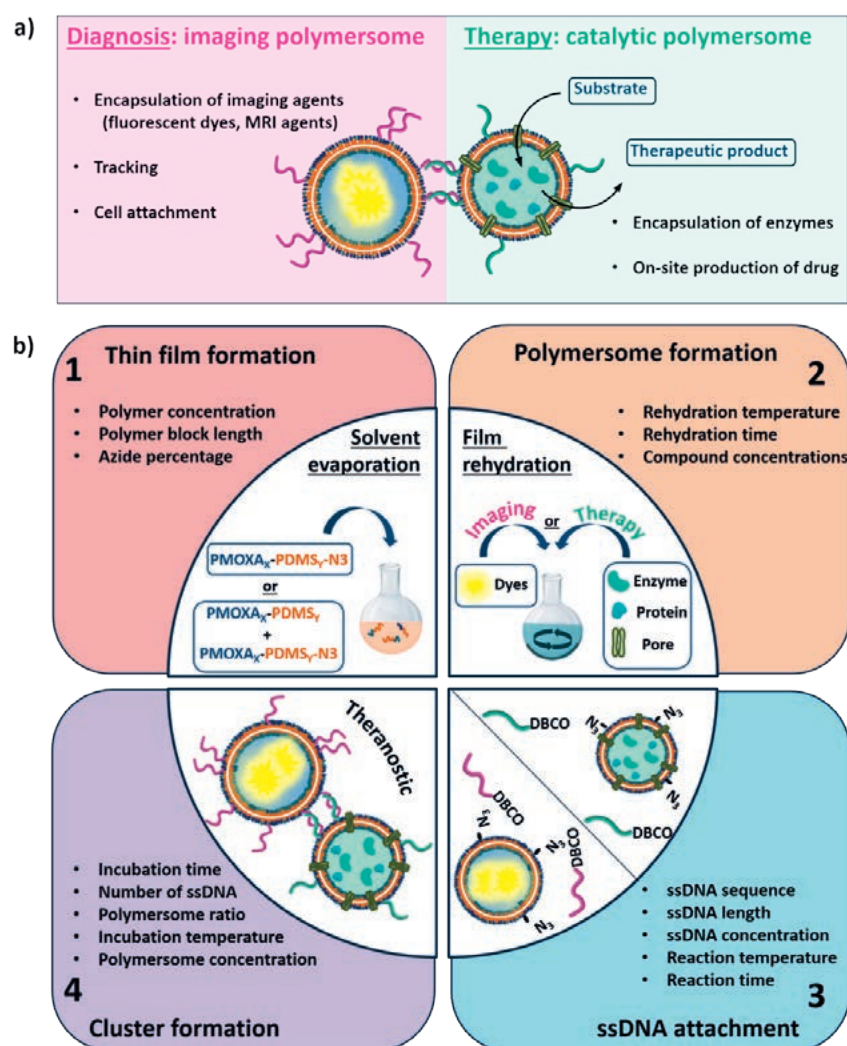 a)
Diagnosis: imaging polymersome
• Encapsulation of imaging agents
(fluorescent dyes, MRI agents)
• Tracking
• Cell attachment
Therapy: catalytic polymersome
Substrate
Therapeutic product
• Encapsulation of enzymes
• On-site production of drug
b)
1
Thin film formation
• Polymer concentration
• Polymer block length
• Azide percentage
Solvent
evaporation
PMOXAX-PDMSY-N3
or
PMOXAX-PDMSY
+
PMOXAX-PDMSY-N3
Polymersome formation
2
• Rehydration temperature
• Rehydration time
• Compound concentrations
Film
rehydration
Imaging
or
Therapy
Dyes
Enzyme
Protein
Pore
Theranostic
• Incubation time
• Number of ssDNA
• Polymersome ratio
• Incubation temperature
• Polymersome concentration
4
Cluster formation
DBCO
N3
N3
N3
DBCO
DBCO
N3
N3
DBCO
N3
• ssDNA sequence
• ssDNA length
• ssDNA concentration
• Reaction temperature
• Reaction time
3
ssDNA attachment